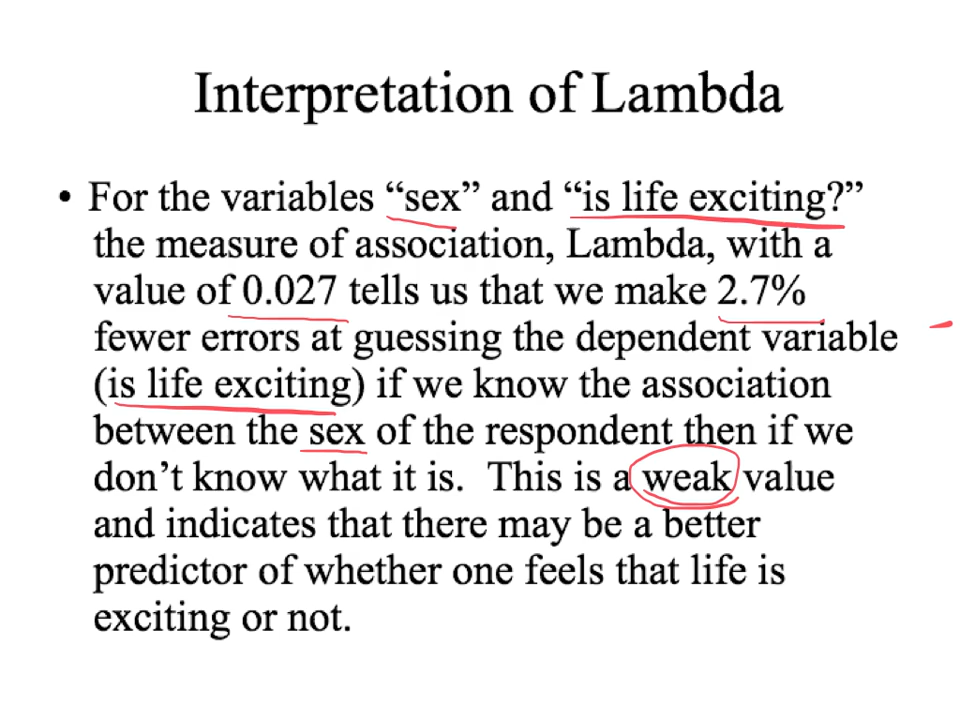 Interpretation of Lambda
• For the variables “sex” and “is life exciting?”
the measure of association, Lambda, with a
value of 0.027 tells us that we make 2.7%
fewer errors at guessing the dependent variable
(is life exciting) if we know the association
between the sex of the respondent then if we
don’t know what it is.  This is a weak value
and indicates that there may be a better
predictor of whether one feels that life is
exciting or not.